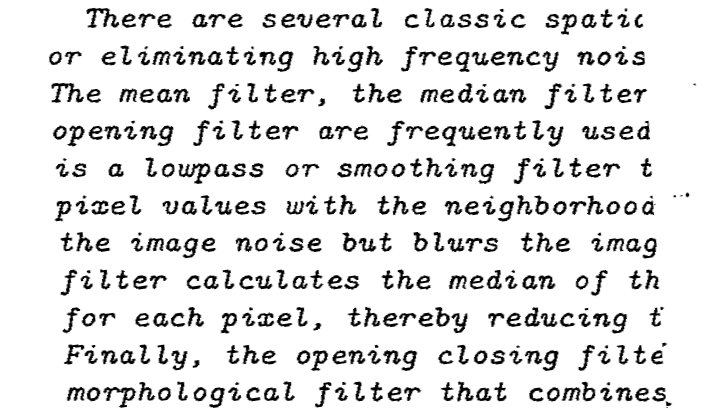 There are several classic spatic
or eliminating high frequency nois
The mean filter, the median filter
opening filter are frequently used
is a lowpass or smoothing filter t
pixel values with the neighborhood
the image noise but blurs the imag
filter calculates the median of th
for each pixel, thereby reducing t
Finally, the opening closing filte
morphological filter that combines